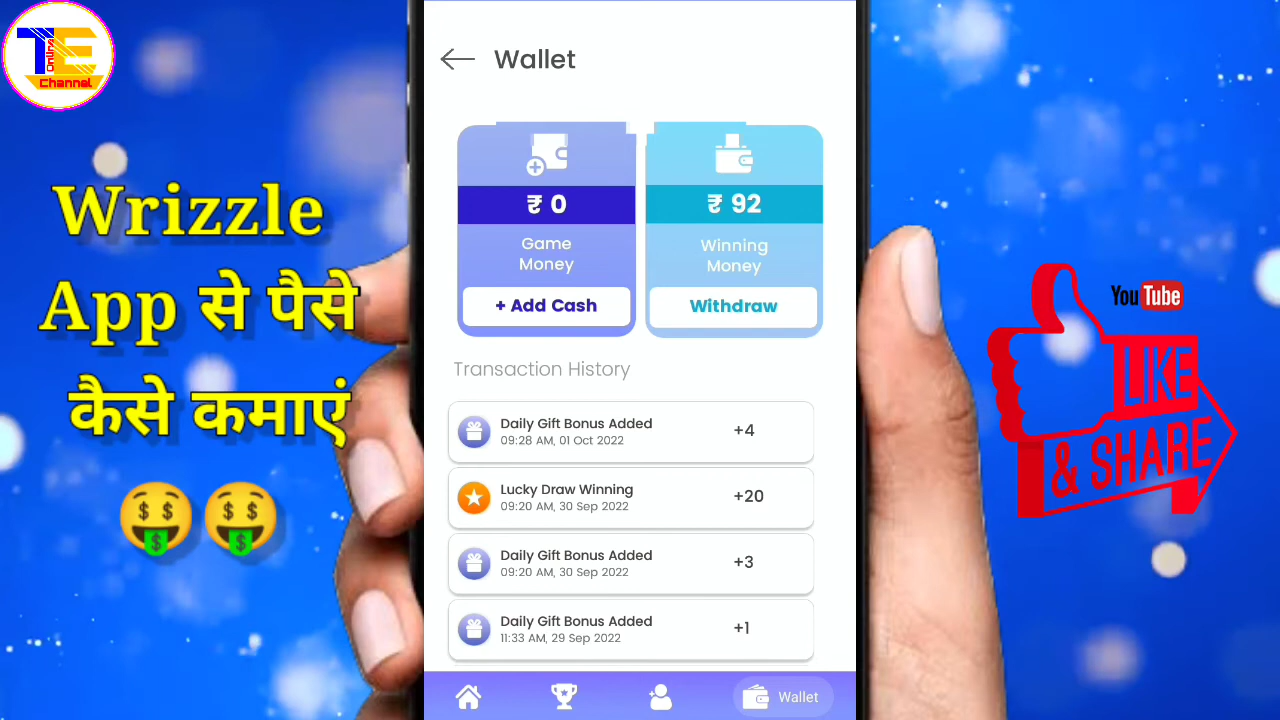 TE
Online
Channel
Wrizzle
App से पैसे
कैसे कमाएं
Wallet
₹ 0
Game
Money
+ Add Cash
₹ 92
Winning
Money
Withdraw
Transaction History
Daily Gift Bonus Added
09:28 AM, 01 Oct 2022
+4
Lucky Draw Winning
09:20 AM, 30 Sep 2022
+20
Daily Gift Bonus Added
09:20 AM, 30 Sep 2022
+3
Daily Gift Bonus Added
11:33 AM, 29 Sep 2022
+1
Wallet
YouTube
LIKE
& SHARE